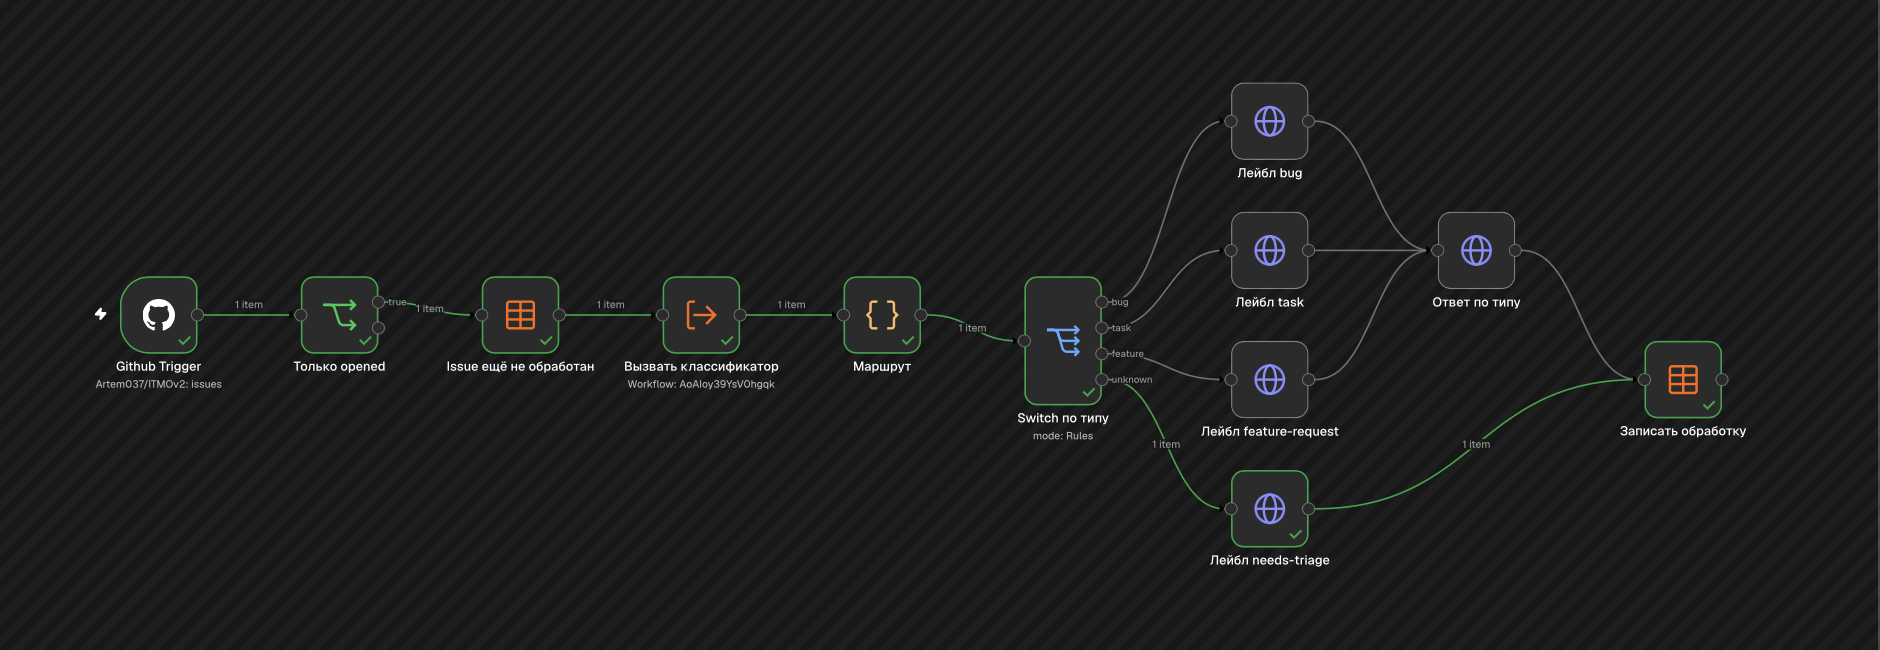 Лейбл bug
Лейбл task
Ответ по типу
1 item
true
1 item
1 item
1 item
1 item
bug
task
feature
unknown
Github Trigger
Artem037/ITMOv2: issues
Только opened
Issue ещё не обработан
Вызвать классификатор
Workflow: AoAloy39YsV0hgqk
Маршрут
Switch по типу
mode: Rules
Лейбл feature-request
1 item
1 item
Записать обработку
Лейбл needs-triage